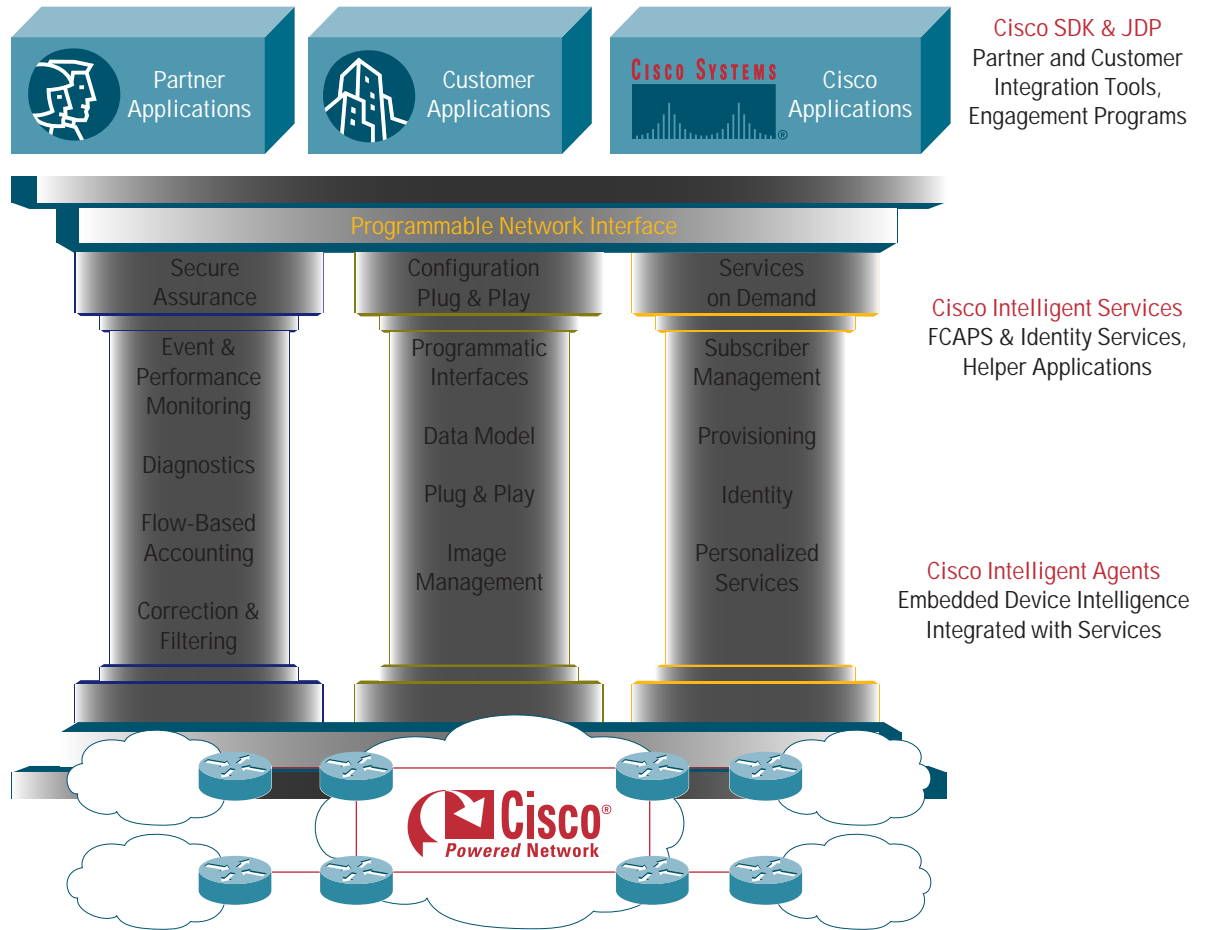 Partner
Applications
Customer
Applications
CISCO SYSTEMS
®
Cisco
Applications
Cisco SDK & JDP
Partner and Customer
Integration Tools,
Engagement Programs
Programmable Network Interface
Secure
Assurance
Event &
Performance
Monitoring
Diagnostics
Flow-Based
Accounting
Correction &
Filtering
Configuration
Plug & Play
Programmatic
Interfaces
Data Model
Plug & Play
Image
Management
Services
on Demand
Subscriber
Management
Provisioning
Identity
Personalized
Services
Cisco Intelligent Services
FCAPS & Identity Services,
Helper Applications
Cisco Intelligent Agents
Embedded Device Intelligence
Integrated with Services
Cisco®
Powered Network